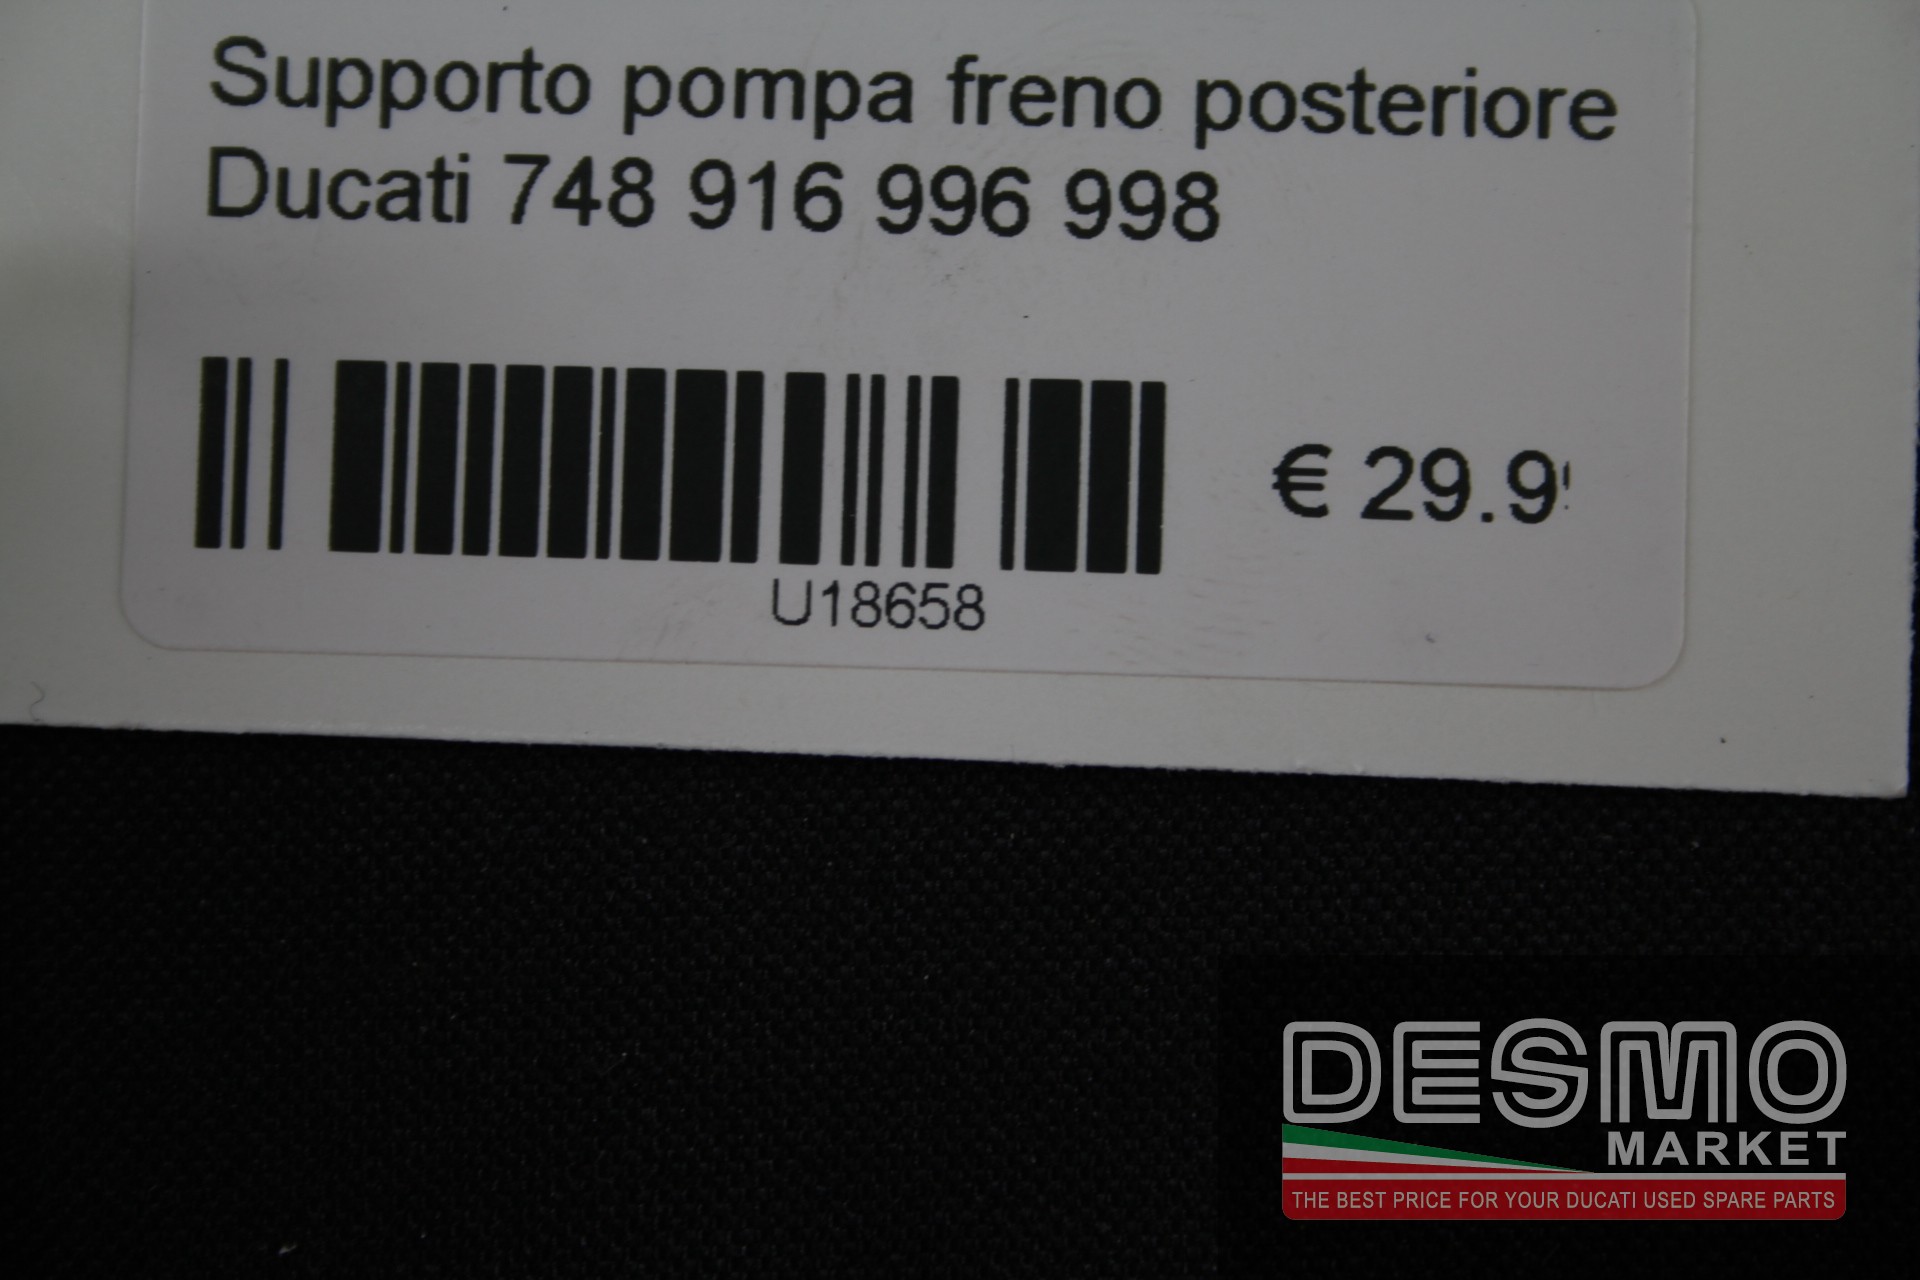 Supporto pompa freno posteriore
Ducati 748 916 996 998
€ 29.9
U18658
DESMO
MARKET
THE BEST PRICE FOR YOUR DUCATI USED SPARE PARTS